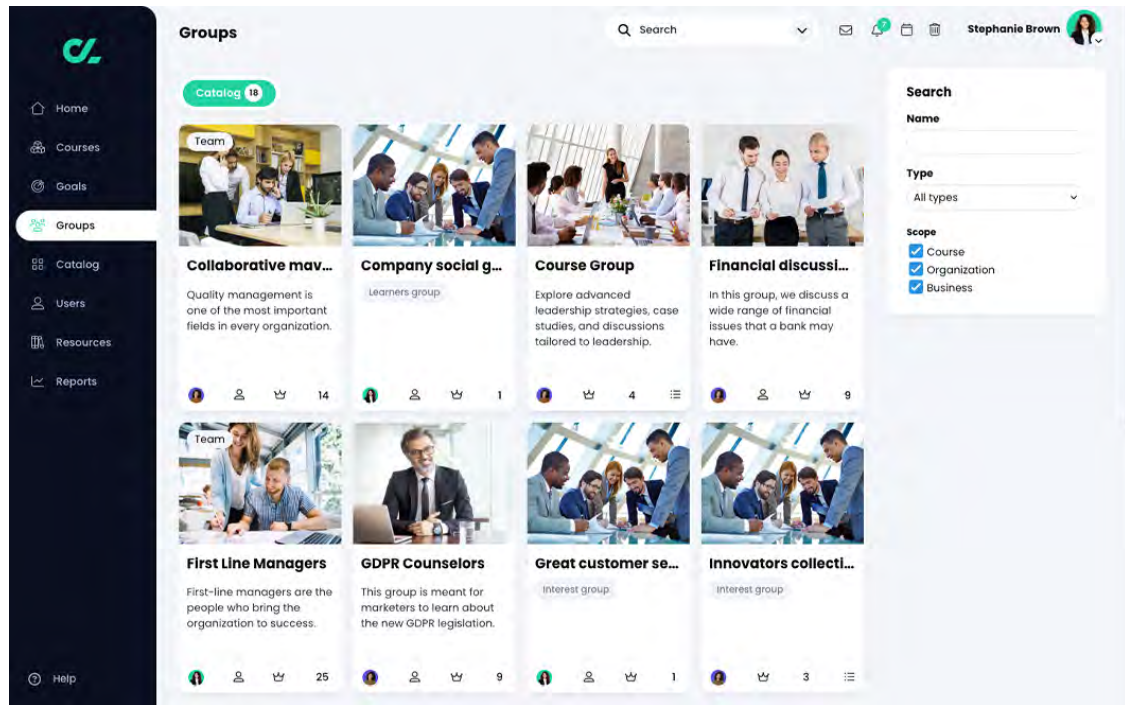 Groups
Search
7
Stephanie Brown
Home
Courses
Goals
Groups
Catalog
Users
Resources
Reports
Help
Catalog 18
Team
Collaborative mav...
Quality management is
one of the most important
fields in every organization.
14
Company social g...
Learners group
1
Course Group
Explore advanced
leadership strategies, case
studies, and discussions
tailored to leadership.
4
Financial discussi...
In this group, we discuss a
wide range of financial
issues that a bank may
have.
9
Team
First Line Managers
First-line managers are the
people who bring the
organization to success.
25
GDPR Counselors
This group is meant for
marketers to learn about
the new GDPR legislation.
9
Great customer se...
Interest group
1
Innovators collecti...
Interest group
3
Search
Name
Type
All types
Scope
Course
Organization
Business